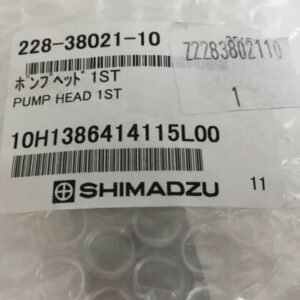 228-38021-10
ﾎﾟﾝﾌﾟﾍｯﾄﾞ 1ST
PUMP HEAD 1ST
10H1386414115L00
SHIMADZU
11
Z2283802110
1